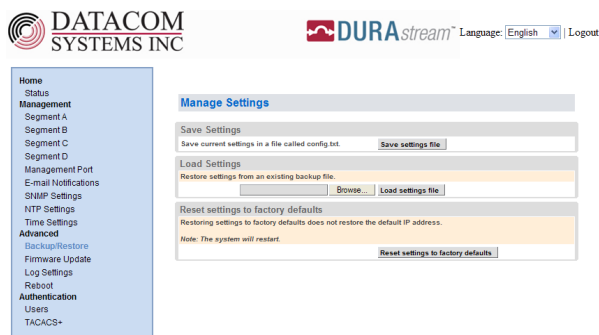 DATACOM
SYSTEMS INC
DURAstream™
Language: English | Logout
Home
Status
Management
Segment A
Segment B
Segment C
Segment D
Management Port
E-mail Notifications
SNMP Settings
NTP Settings
Time Settings
Advanced
Backup/Restore
Firmware Update
Log Settings
Reboot
Authentication
Users
TACACS+
Manage Settings
Save Settings
Save current settings in a file called config.txt. Save settings file
Load Settings
Restore settings from an existing backup file.
Browse... Load settings file
Reset settings to factory defaults
Restoring settings to factory defaults does not restore the default IP address.
Note: The system will restart.
Reset settings to factory defaults